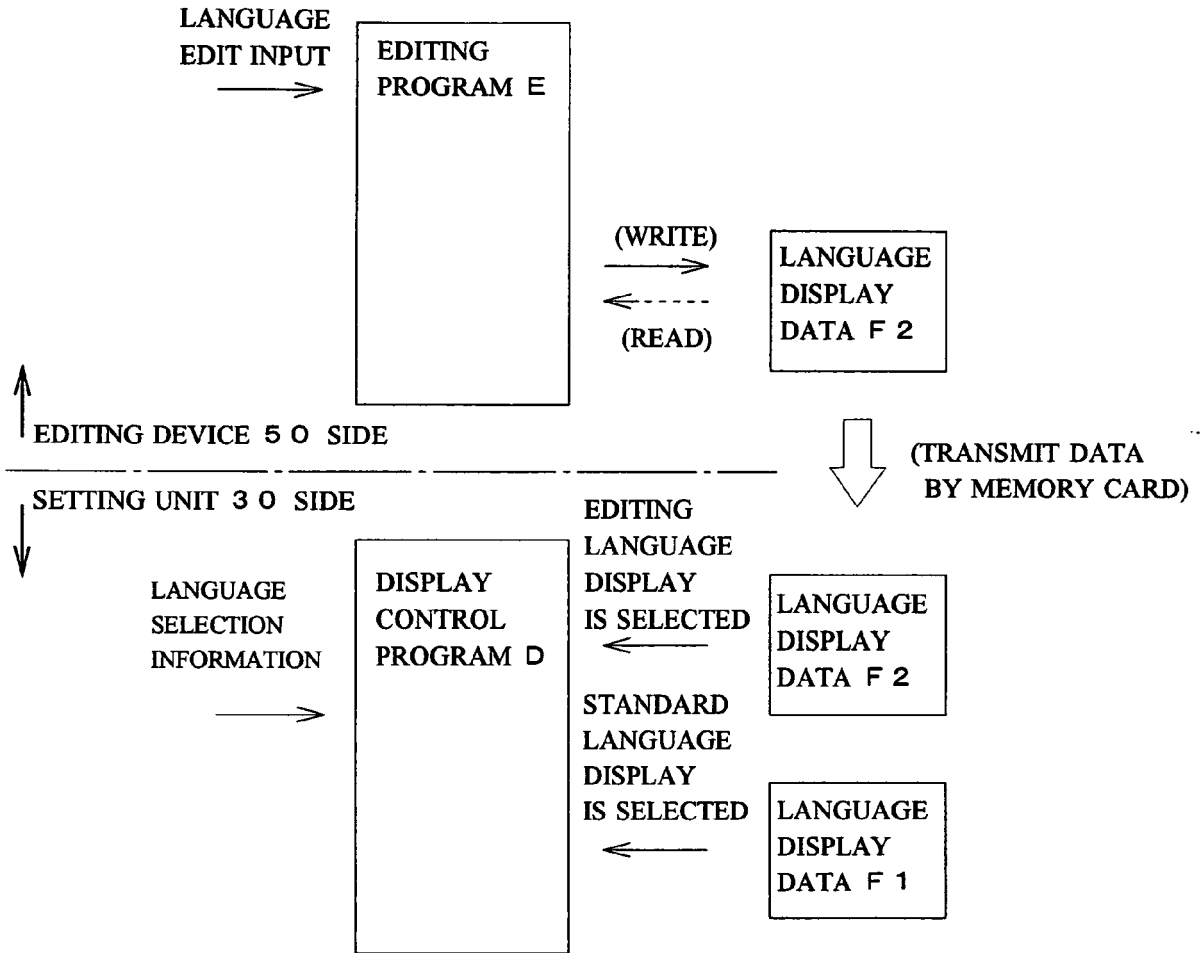 LANGUAGE
EDIT INPUT
EDITING
PROGRAM E
(WRITE)
(READ)
LANGUAGE
DISPLAY
DATA F 2
EDITING DEVICE 5 0 SIDE
(TRANSMIT DATA
BY MEMORY CARD)
SETTING UNIT 3 0 SIDE
LANGUAGE
SELECTION
INFORMATION
DISPLAY
CONTROL
PROGRAM D
EDITING
LANGUAGE
DISPLAY
IS SELECTED
LANGUAGE
DISPLAY
DATA F 2
STANDARD
LANGUAGE
DISPLAY
IS SELECTED
LANGUAGE
DISPLAY
DATA F 1